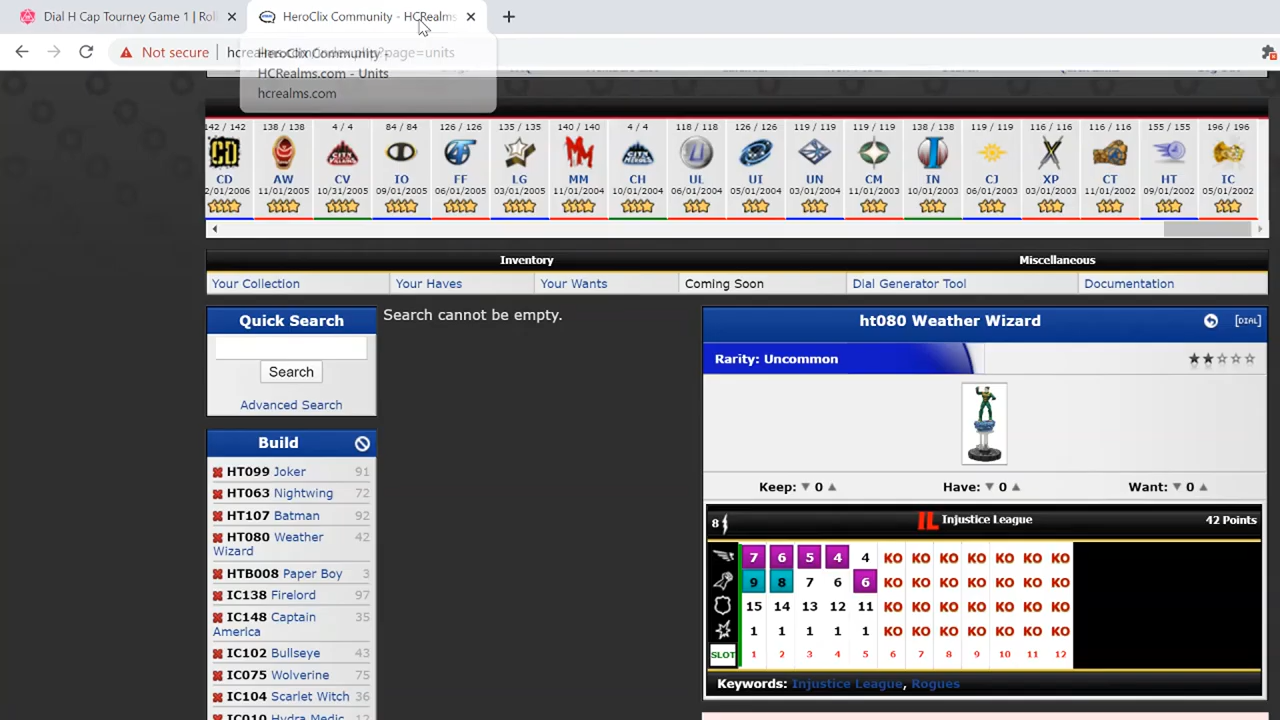 Dial H Cap Tourney Game 1 | Rol
HeroClix Community - HCRealms
Not secure
HeroClix Community -
HCRealms.com - Units
hcrealms.com
?page=units
142 / 142 138 / 138 4 / 4 84 / 84 126 / 126 135 / 135 140 / 140 4 / 4 118 / 118 126 / 126 119 / 119 119 / 119 138 / 138 119 / 119 116 / 116 116 / 116 155 / 155 196 / 196
CD AW CV IO FF LG MM CH UL UI UN CM IN CJ XP CT HT IC
2/01/2006 11/01/2005 10/31/2005 09/01/2005 06/01/2005 03/01/2005 11/01/2004 10/01/2004 06/01/2004 05/01/2004 03/01/2004 11/01/2003 10/01/2003 06/01/2003 03/01/2003 11/01/2002 09/01/2002 05/01/2002
Inventory Miscellaneous
Your Collection Your Haves Your Wants Coming Soon Dial Generator Tool Documentation
Quick Search
Search
Advanced Search
Search cannot be empty.
Build
HT099 Joker 91
HT063 Nightwing 72
HT107 Batman 92
HT080 Weather Wizard 42
HTB008 Paper Boy 3
IC138 Firelord 97
IC148 Captain America 35
IC102 Bullseye 43
IC075 Wolverine 75
IC104 Scarlet Witch 36
IC010 Hydra Medic 12
ht080 Weather Wizard [DIAL]
Rarity: Uncommon
Keep: 0 Have: 0 Want: 0
8 IL Injustice League 42 Points
7 6 5 4 4 KO KO KO KO KO KO KO
9 8 7 6 6 KO KO KO KO KO KO KO
15 14 13 12 11 KO KO KO KO KO KO KO
1 1 1 1 1 KO KO KO KO KO KO KO
SLOT 1 2 3 4 5 6 7 8 9 10 11 12
Keywords: Injustice League, Rogues